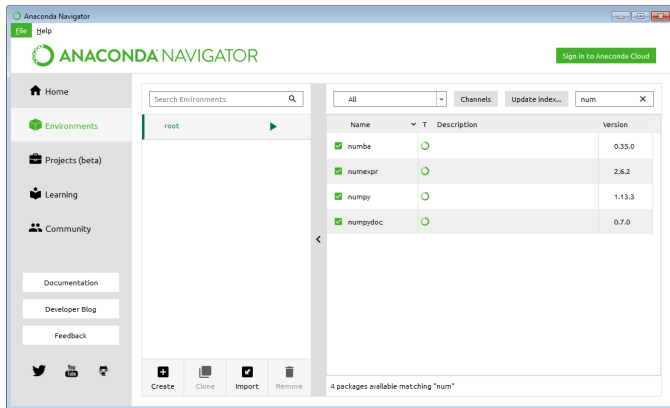 Anaconda Navigator
File Help
ANACONDA NAVIGATOR
Sign in to Anaconda Cloud
Home
Environments
Projects (beta)
Learning
Community
Documentation
Developer Blog
Feedback
You Tube
Search Environments
root
Create Clone Import Remove
All Channels Update index... num X
Name T Description Version
numba 0.35.0
numexpr 2.6.2
numpy 1.13.3
numpydoc 0.7.0
4 packages available matching "num"